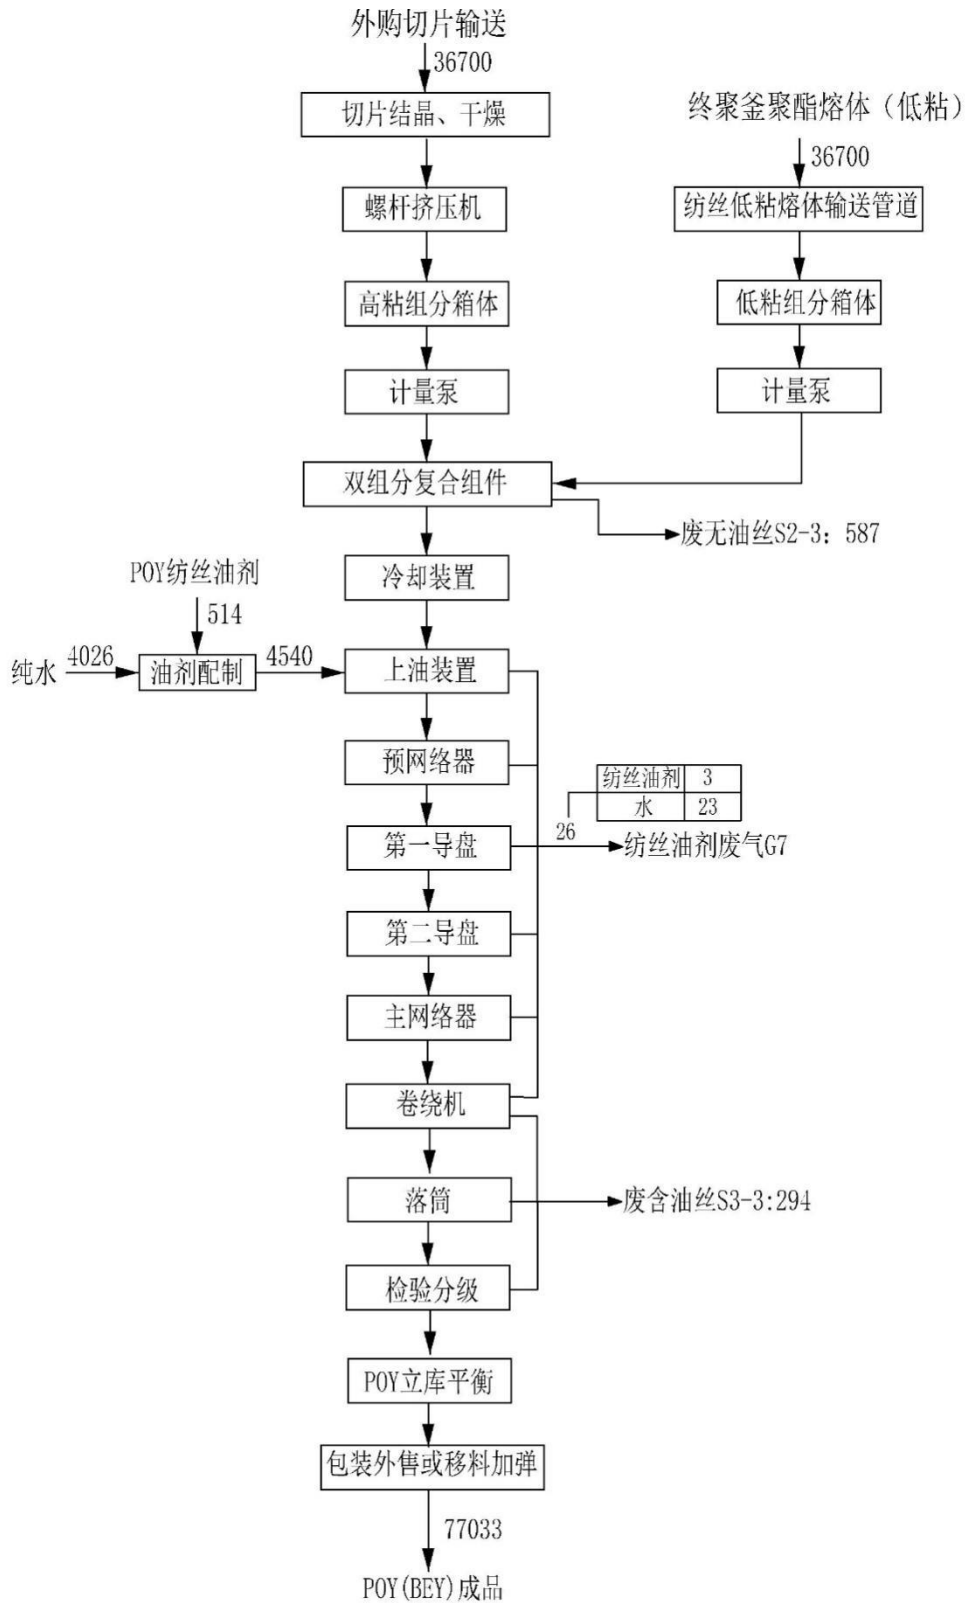 外购切片输送
36700
切片结晶、干燥
终聚釜聚酯熔体（低粘）
36700
螺杆挤压机
纺丝低粘熔体输送管道
高粘组分箱体
低粘组分箱体
计量泵
计量泵
双组分复合组件
废无油丝S2-3：587
冷却装置
POY纺丝油剂
514
纯水
4026
油剂配制
4540
上油装置
预网络器
纺丝油剂 3
水 23
26
第一导盘
纺丝油剂废气G7
第二导盘
主网络器
卷绕机
落筒
废含油丝S3-3:294
检验分级
POY立库平衡
包装外售或移料加弹
77033
POY(BEY)成品